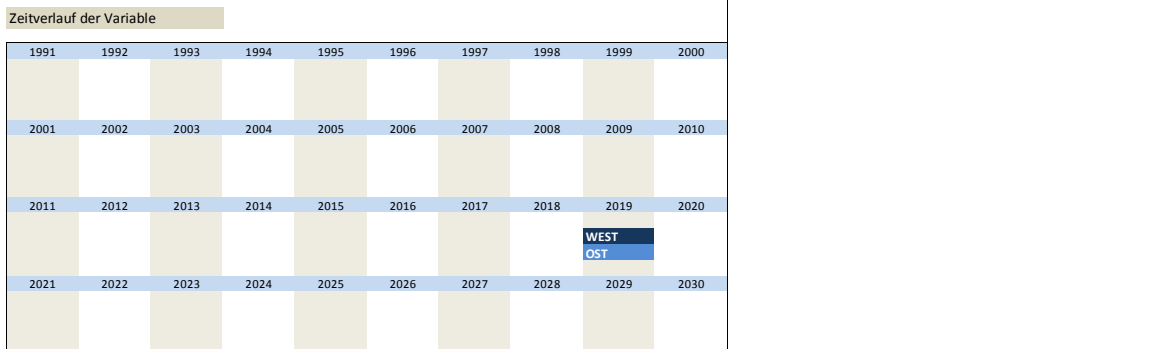 Zeitverlauf der Variable
1991 1992 1993 1994 1995 1996 1997 1998 1999 2000
2001 2002 2003 2004 2005 2006 2007 2008 2009 2010
2011 2012 2013 2014 2015 2016 2017 2018 2019 2020
WEST
OST
2021 2022 2023 2024 2025 2026 2027 2028 2029 2030